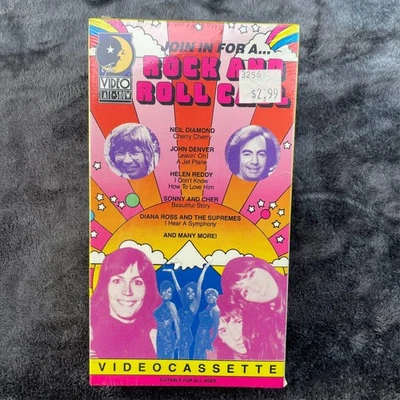 VIDEO
JOIN IN FOR A...
ROCK AND
ROLL
3256
$2.99
NEIL DIAMOND
Cherry Cherry
JOHN DENVER
Leavin' On
A Jet Plane
HELEN REDDY
I Don't Know
How To Love Him
SONNY AND CHER
Beautiful Story
DIANA ROSS AND THE SUPREMES
I Hear A Symphony
AND MANY MORE!
VIDEOCASSETTE
SUITABLE FOR ALL AGES